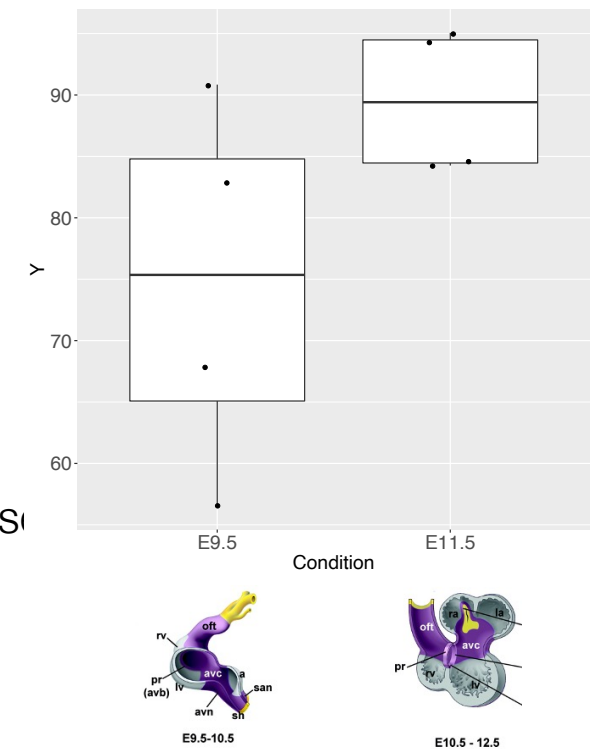 90
80
70
60
Y
S(
E9.5 E11.5
Condition
oft
rv
avc
a
pr
(avb)
lv
san
avn
sh
E9.5-10.5
ra
la
oft
avc
pr
rv
lv
E10.5 - 12.5